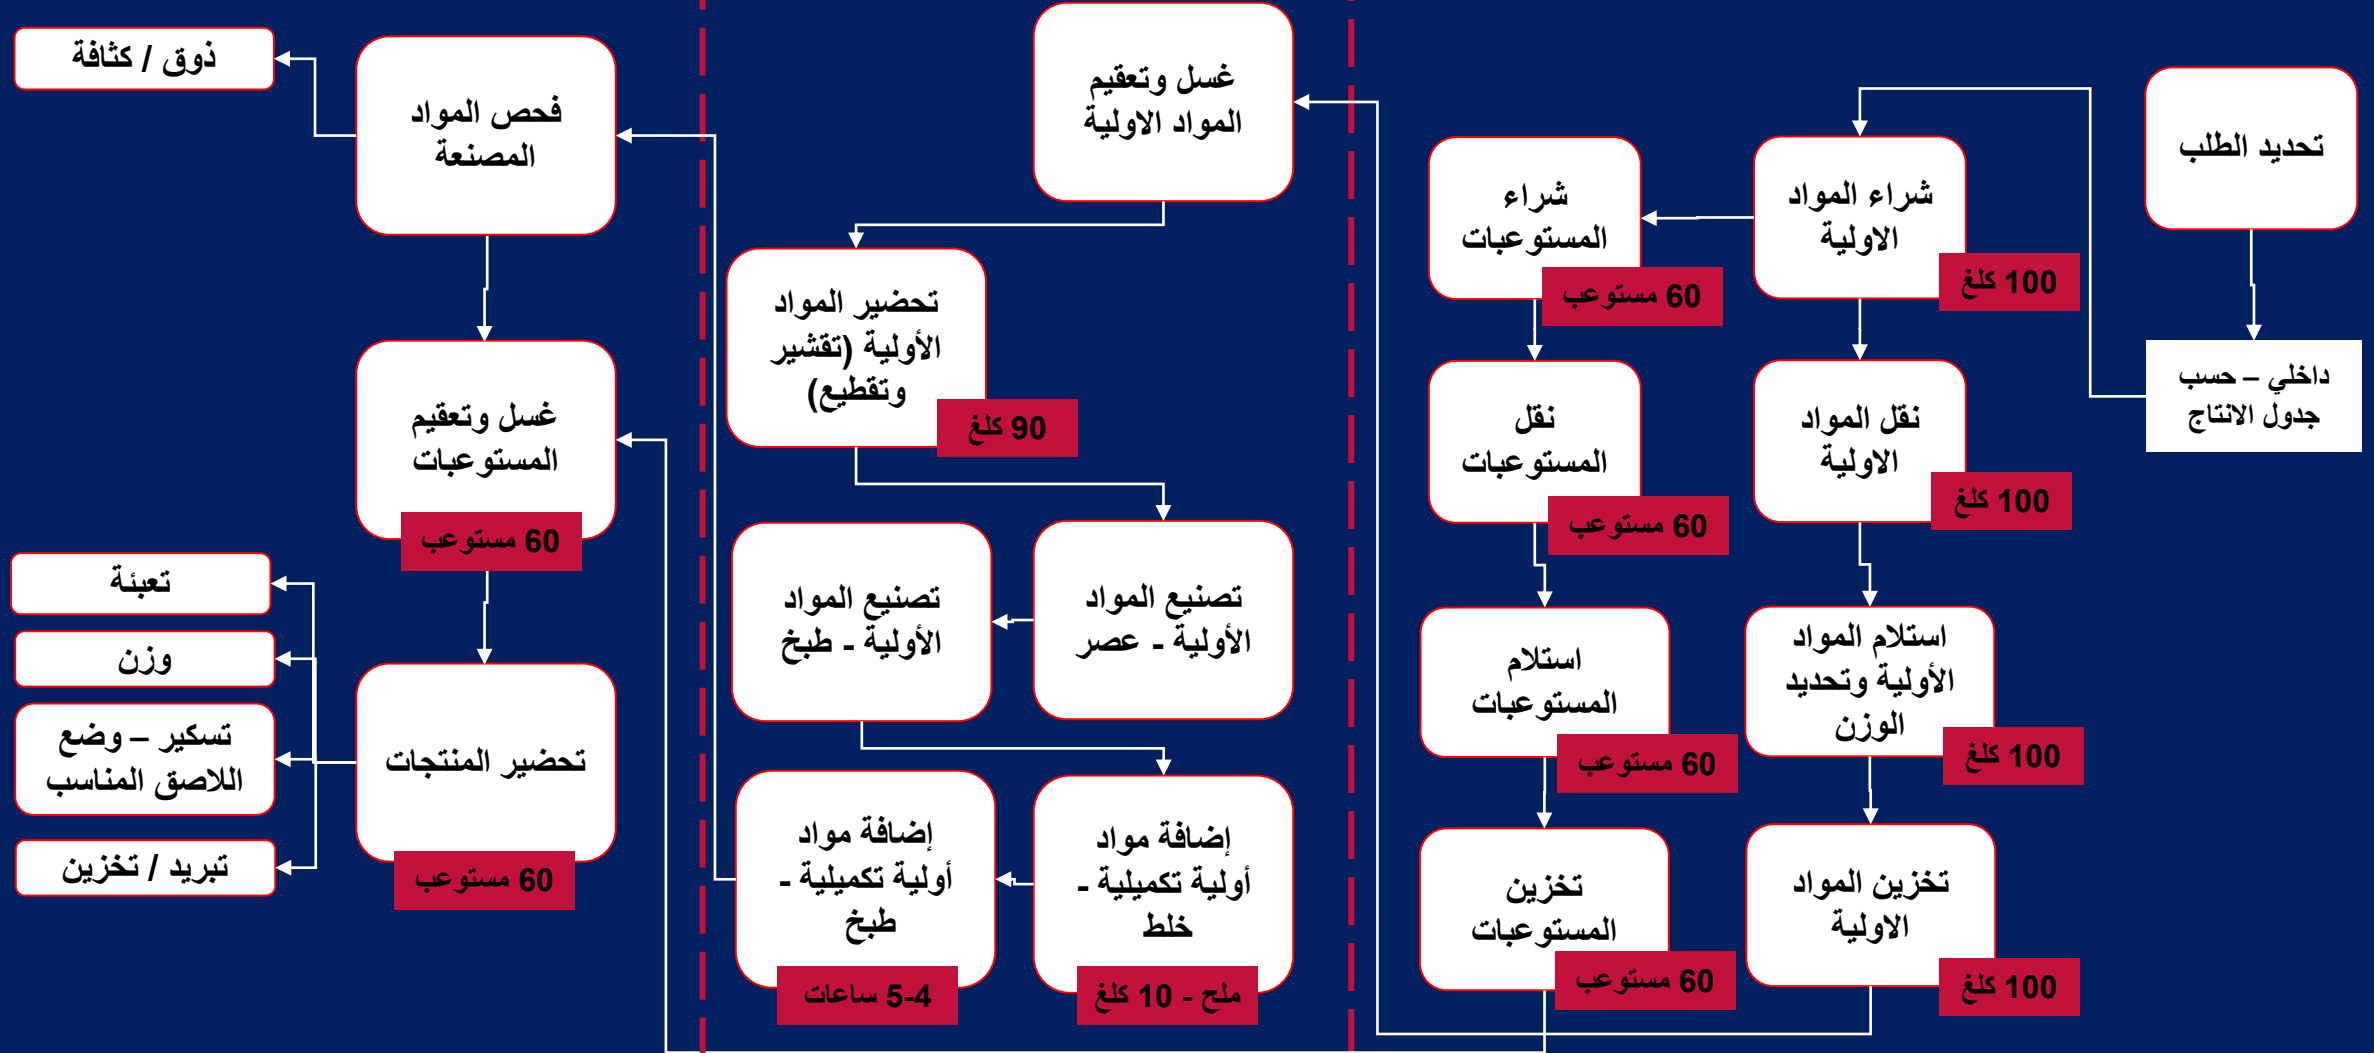 تحديد الطلب
داخلي – حسب
جدول الانتاج
شراء المواد
الاولية
100 كلغ
نقل المواد
الاولية
100 كلغ
استلام المواد
الأولية وتحديد
الوزن
100 كلغ
تخزين المواد
الاولية
100 كلغ
شراء
المستوعبات
60 مستوعب
نقل
المستوعبات
60 مستوعب
استلام
المستوعبات
60 مستوعب
تخزين
المستوعبات
60 مستوعب
غسل وتعقيم
المواد الاولية
تحضير المواد
الأولية (تقشير
وتقطيع)
90 كلغ
تصنيع المواد
الأولية - عصر
تصنيع المواد
الأولية - طبخ
إضافة مواد
أولية تكميلية -
خلط
ملح - 10 كلغ
إضافة مواد
أولية تكميلية -
طبخ
5-4 ساعات
فحص المواد
المصنعة
ذوق / كثافة
غسل وتعقيم
المستوعبات
60 مستوعب
تحضير المنتجات
60 مستوعب
تعبئة
وزن
تسكير – وضع
اللاصق المناسب
تبريد / تخزين